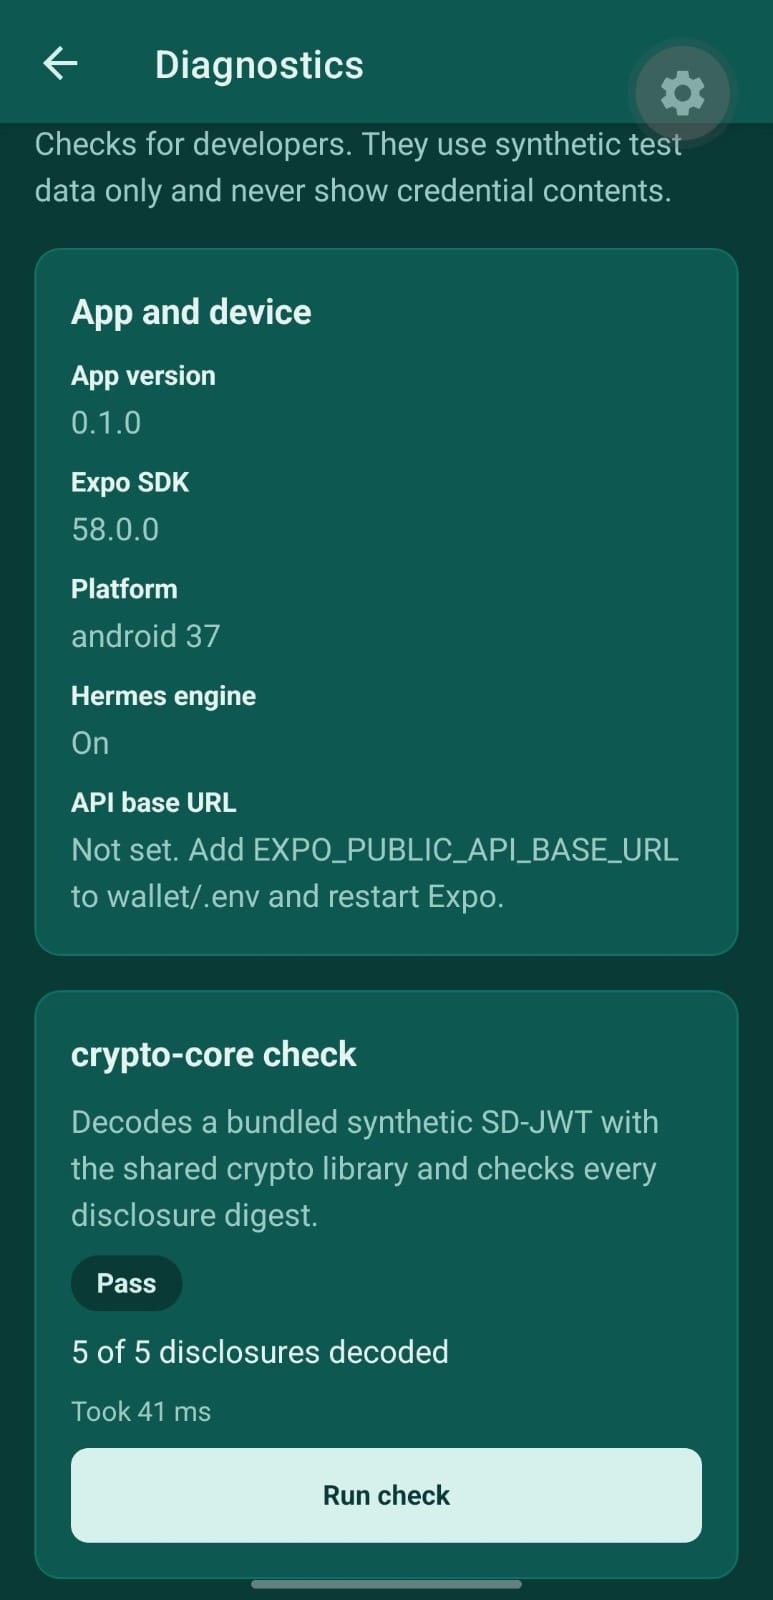 Diagnostics
Checks for developers. They use synthetic test
data only and never show credential contents.
App and device
App version
0.1.0
Expo SDK
58.0.0
Platform
android 37
Hermes engine
On
API base URL
Not set. Add EXPO_PUBLIC_API_BASE_URL
to wallet/.env and restart Expo.
crypto-core check
Decodes a bundled synthetic SD-JWT with
the shared crypto library and checks every
disclosure digest.
Pass
5 of 5 disclosures decoded
Took 41 ms
Run check